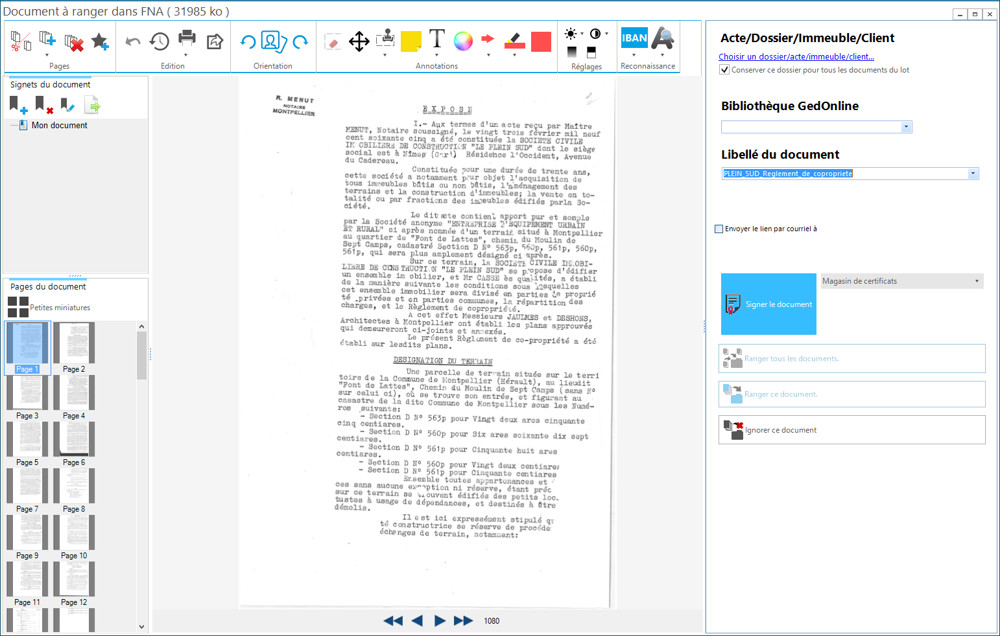 Document à ranger dans FNA ( 31985 ko )
Pages
Edition
Orientation
Annotations
Réglages
IBAN
Reconnaissance
Signets du document
Mon document
Pages du document
Petites miniatures
Page 1
Page 2
Page 3
Page 4
Page 5
Page 6
Page 7
Page 8
Page 9
Page 10
Page 11
Page 12
R. MENUT
NOTAIRE
MONTPELLIER
E X P O S E
I.- Aux termes d'un acte reçu par Maître
MENUT, Notaire soussigné, le vingt trois février mil neuf
cent soixante cinq a été constituée la SOCIETE CIVILE
IMOBILIERE DE CONSTRUCTION "LE PLEIN SUD" dont le siège
social est à Nîmes (Gard) Résidence l'Occident, Avenue
du Cadereau.
Constituée pour une durée de trente ans,
cette société a notamment pour objet l'acquisition de
tous immeubles bâtis ou non bâtis, l'aménagement des
terrains et la construction d'immeubles; la vente en to-
talité ou par fractions des immeubles édifiés parla So-
ciété.
Le dit acte contient apport pur et somple
par la Société anonyme "ENTREPRISE D'EQUIPEMENT URBAIN
ET RURAL" ci après nommée d'un terrain situé à Montpellier
au quartier de "Font de Lattes", chemin du Moulin de
Sept Camps, cadastré Section D Nº 563p, 560p, 561p, 560p,
561p, qui sera plus amplement désigné ci après.
Sur ce terrain, la SOCIETE CIVILE IMOBI-
LIERE DE CONSTRUCTION "LE PLEIN SUD" se propose d'édifier
un ensemble im obilier, et Mr CASSE ès qualités, a établi
de la manière suivante les conditions sous lesquelles
cet ensemble immobilier sera divisé en parties de proprié
té privées et en parties communes, la répartition des
charges, et le Règlement de copropriété.
A cet effet Messieurs JAULMES et DESHONS,
Architectes à Montpellier ont établi les plans approuvés
qui demeureront ci-joints et annexés.
Le présent Règlement de co-propriété a été
établi sur lesdits plans.
DESIGNATION DU TERRAIN
Une parcelle de terrain située sur le terri
toire de la Commune de Montpellier (Hérault), au lieudit
"Font de Lattes", Chemin du Moulin de Sept Camps (sans Nº
sur celui ci), où se trouve son entrée, et figurant au
casastre de la dite Commune de Montpellier sous les Numé-
ros suivants:
- Section D Nº 563p pour Vingt deux ares cinquante
cinq centiares.
- Section D Nº 560p pour Six ares soixante dix sept
centiares.
- Section D Nº 561p pour Cinquante huit ares
centiares.
- Section D Nº 560p pour Vingt deux centiares
- Section D Nº 561p pour Cinquante centiares
Ensemble toutes appartenances et
ces sans aucune exception ni réserve, étant préc
sur ce terrain se trouvent édifiés des petits loc
tustes à usage de dépendances, et destinés à être
démolis.
Il est ici expressément stipulé qu
té constructrice se réserve de procéde
échanges de terrain, notamment:
1080
Acte/Dossier/Immeuble/Client
Choisir un dossier/acte/immeuble/client...
Conserver ce dossier pour tous les documents du lot
Bibliothèque GedOnline
Libellé du document
PLEIN_SUD_Reglement_de_copropriete
Envoyer le lien par courriel à
Signer le document
Magasin de certificats
Ranger tous les documents.
Ranger ce document.
Ignorer ce document